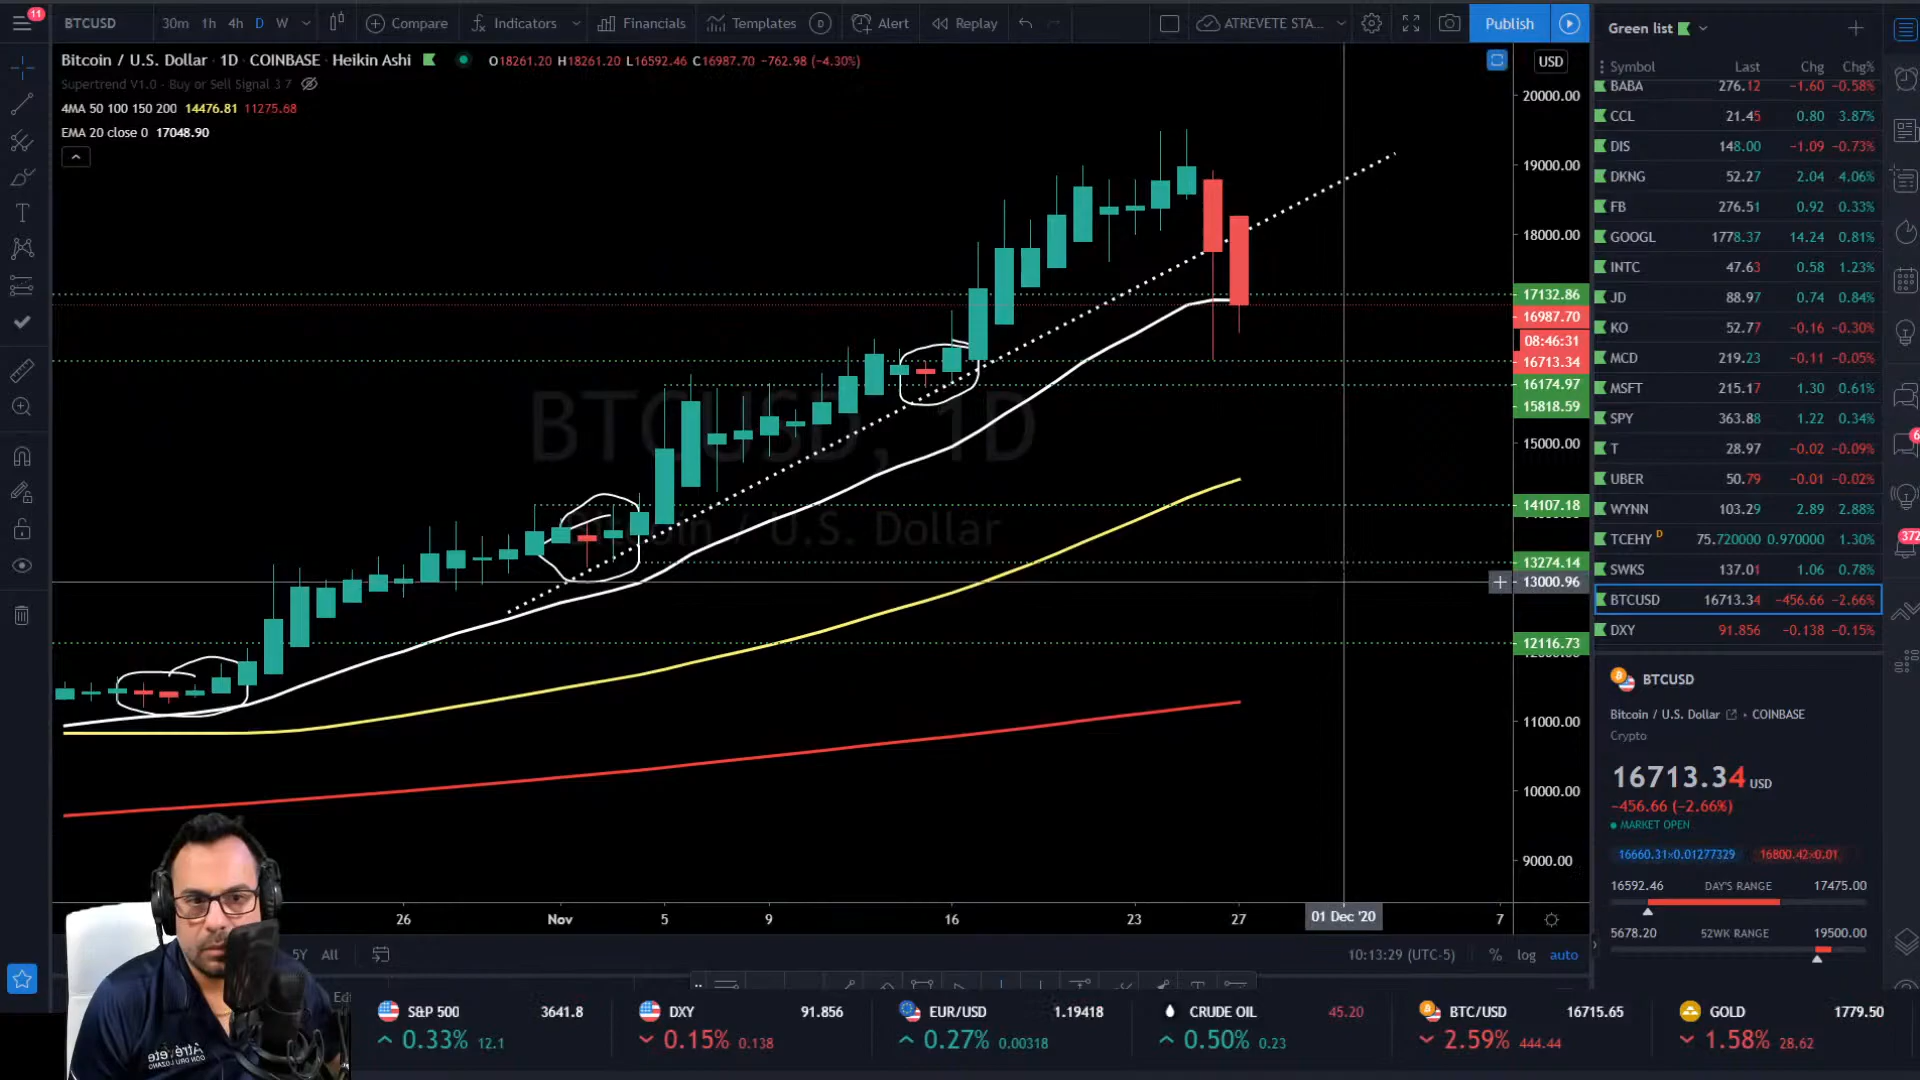 11
BTCUSD 30m 1h 4h D W Compare Indicators Financials Templates D Alert Replay ATREVETE STA... Publish
Bitcoin / U.S. Dollar · 1D · COINBASE · Heikin Ashi O18261.20 H18261.20 L16592.46 C16987.70 −762.98 (−4.30%)
Supertrend V1.0 - Buy or Sell Signal 3 7
4MA 50 100 150 200 14476.81 11275.68
EMA 20 close 0 17048.90
BTCUSD, 1D
Bitcoin / U.S. Dollar
USD
20000.00
19000.00
18000.00
17132.86
16987.70
08:46:31
16713.34
16174.97
15818.59
15000.00
14107.18
13274.14
13000.96
12116.73
11000.00
10000.00
9000.00
26 Nov 5 9 16 23 27 01 Dec '20 7
5Y All 10:13:29 (UTC-5) % log auto
Green list
Symbol Last Chg Chg%
BABA 276.12 −1.60 −0.58%
CCL 21.45 0.80 3.87%
DIS 148.00 −1.09 −0.73%
DKNG 52.27 2.04 4.06%
FB 276.51 0.92 0.33%
GOOGL 1778.37 14.24 0.81%
INTC 47.63 0.58 1.23%
JD 88.97 0.74 0.84%
KO 52.77 −0.16 −0.30%
MCD 219.23 −0.11 −0.05%
MSFT 215.17 1.30 0.61%
SPY 363.88 1.22 0.34%
T 28.97 −0.02 −0.09%
UBER 50.79 −0.01 −0.02%
WYNN 103.29 2.89 2.88%
TCEHY D 75.720000 0.970000 1.30%
SWKS 137.01 1.06 0.78%
BTCUSD 16713.34 −456.66 −2.66%
DXY 91.856 −0.138 −0.15%
372
BTCUSD
Bitcoin / U.S. Dollar • COINBASE
Crypto
16713.34 USD
−456.66 (−2.66%)
MARKET OPEN
16660.31×0.01277329 16800.42×0.01
16592.46 DAY'S RANGE 17475.00
5678.20 52WK RANGE 19500.00
Atrévete
S&P 500 3641.8
0.33% 12.1
DXY 91.856
0.15% 0.138
EUR/USD 1.19418
0.27% 0.00318
CRUDE OIL 45.20
0.50% 0.23
BTC/USD 16715.65
2.59% 444.44
GOLD 1779.50
1.58% 28.62